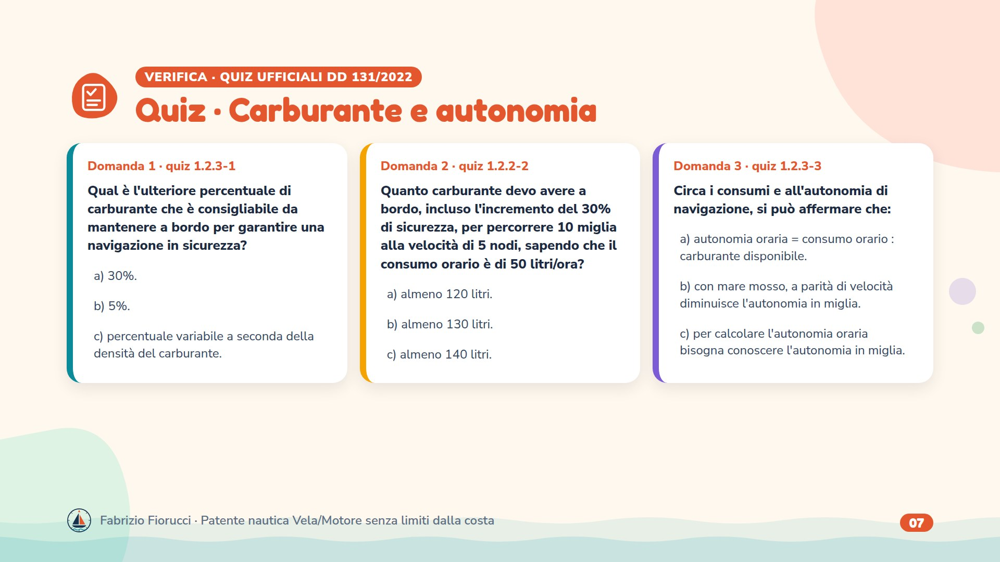 VERIFICA · QUIZ UFFICIALI DD 131/2022
Quiz · Carburante e autonomia
Domanda 1 · quiz 1.2.3-1
Qual è l'ulteriore percentuale di
carburante che è consigliabile da
mantenere a bordo per garantire una
navigazione in sicurezza?
a) 30%.
b) 5%.
c) percentuale variabile a seconda della
densità del carburante.
Domanda 2 · quiz 1.2.2-2
Quanto carburante devo avere a
bordo, incluso l'incremento del 30%
di sicurezza, per percorrere 10 miglia
alla velocità di 5 nodi, sapendo che il
consumo orario è di 50 litri/ora?
a) almeno 120 litri.
b) almeno 130 litri.
c) almeno 140 litri.
Domanda 3 · quiz 1.2.3-3
Circa i consumi e all'autonomia di
navigazione, si può affermare che:
a) autonomia oraria = consumo orario :
carburante disponibile.
b) con mare mosso, a parità di velocità
diminuisce l'autonomia in miglia.
c) per calcolare l'autonomia oraria
bisogna conoscere l'autonomia in miglia.
Fabrizio Fiorucci · Patente nautica Vela/Motore senza limiti dalla costa
07